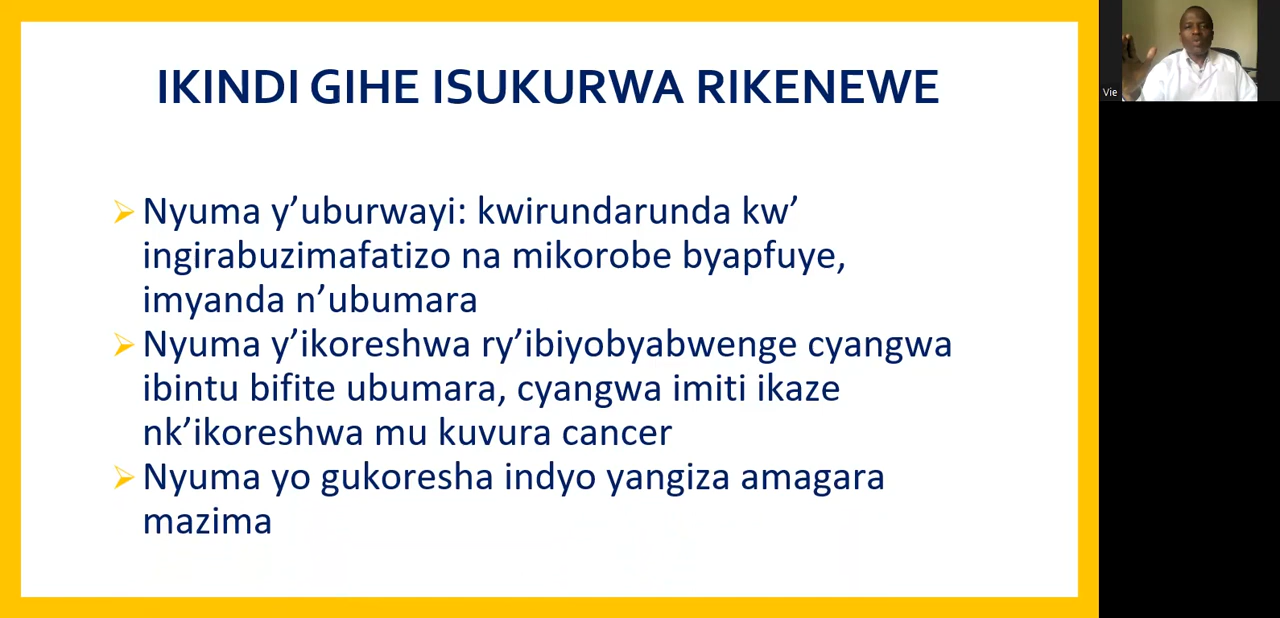 IKINDI GIHE ISUKURWA RIKENEWE
Nyuma y’uburwayi: kwirundarunda kw’
ingirabuzimafatizo na mikorobe byapfuye,
imyanda n’ubumara
Nyuma y’ikoreshwa ry’ibiyobyabwenge cyangwa
ibintu bifite ubumara, cyangwa imiti ikaze
nk’ikoreshwa mu kuvura cancer
Nyuma yo gukoresha indyo yangiza amagara
mazima
Vie